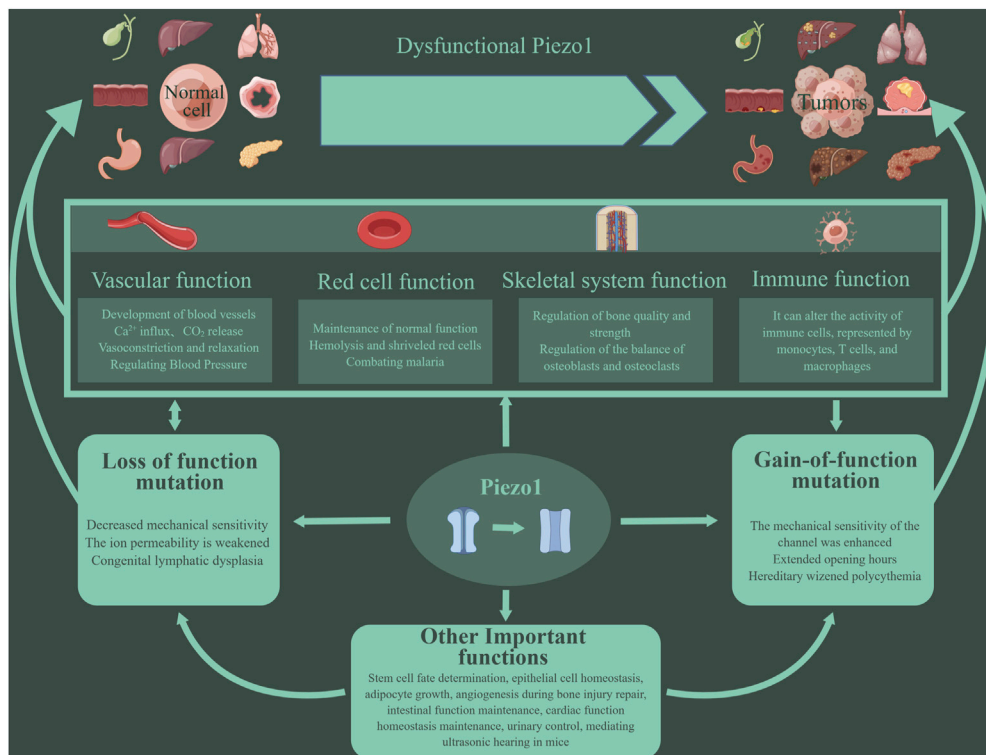 Dysfunctional Piezo1
Normal
cell
Tumors
Vascular function
Development of blood vessels
Ca²⁺ influx、CO₂ release
Vasoconstriction and relaxation
Regulating Blood Pressure
Red cell function
Maintenance of normal function
Hemolysis and shriveled red cells
Combating malaria
Skeletal system function
Regulation of bone quality and
strength
Regulation of the balance of
osteoblasts and osteoclasts
Immune function
It can alter the activity of
immune cells, represented by
monocytes, T cells, and
macrophages
Loss of function
mutation
Decreased mechanical sensitivity
The ion permeability is weakened
Congenital lymphatic dysplasia
Piezo1
Gain-of-function
mutation
The mechanical sensitivity of the
channel was enhanced
Extended opening hours
Hereditary wizened polycythemia
Other Important
functions
Stem cell fate determination, epithelial cell homeostasis,
adipocyte growth, angiogenesis during bone injury repair,
intestinal function maintenance, cardiac function
homeostasis maintenance, urinary control, mediating
ultrasonic hearing in mice